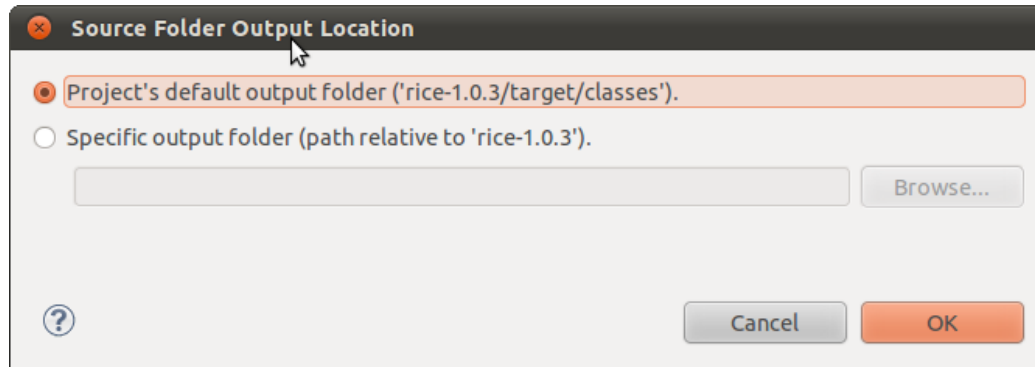 Source Folder Output Location
Project's default output folder ('rice-1.0.3/target/classes').
Specific output folder (path relative to 'rice-1.0.3').
Browse...
?
Cancel OK